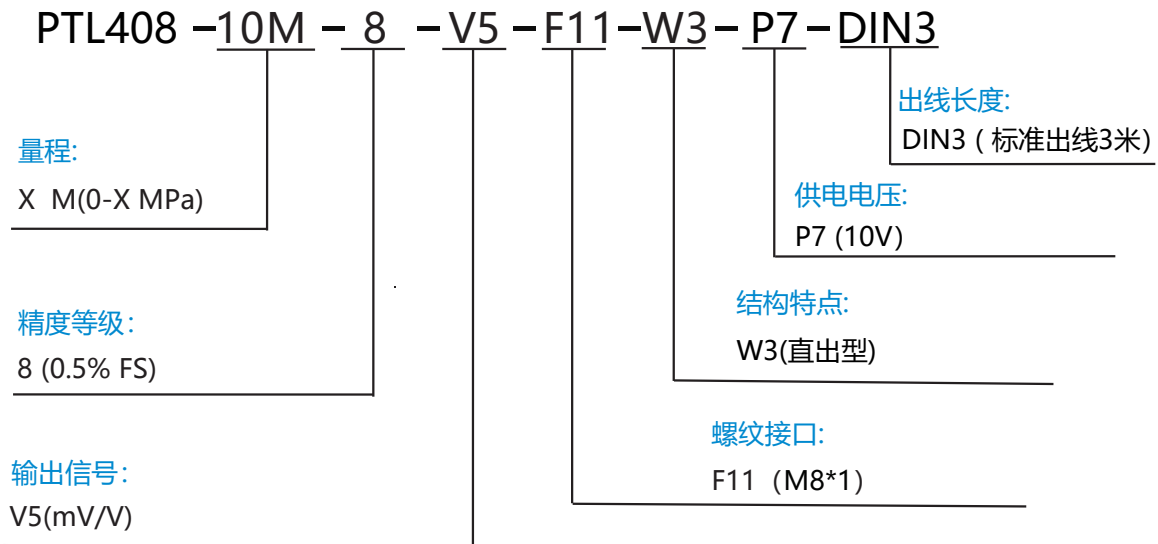 PTL408 -10M - 8 - V5 - F11 - W3 - P7 - DIN3
出线长度:
DIN3 ( 标准出线3米)
量程:
X M(0-X MPa)
供电电压:
P7 (10V)
结构特点:
W3(直出型)
精度等级:
8 (0.5% FS)
螺纹接口:
F11 (M8*1)
输出信号:
V5(mV/V)